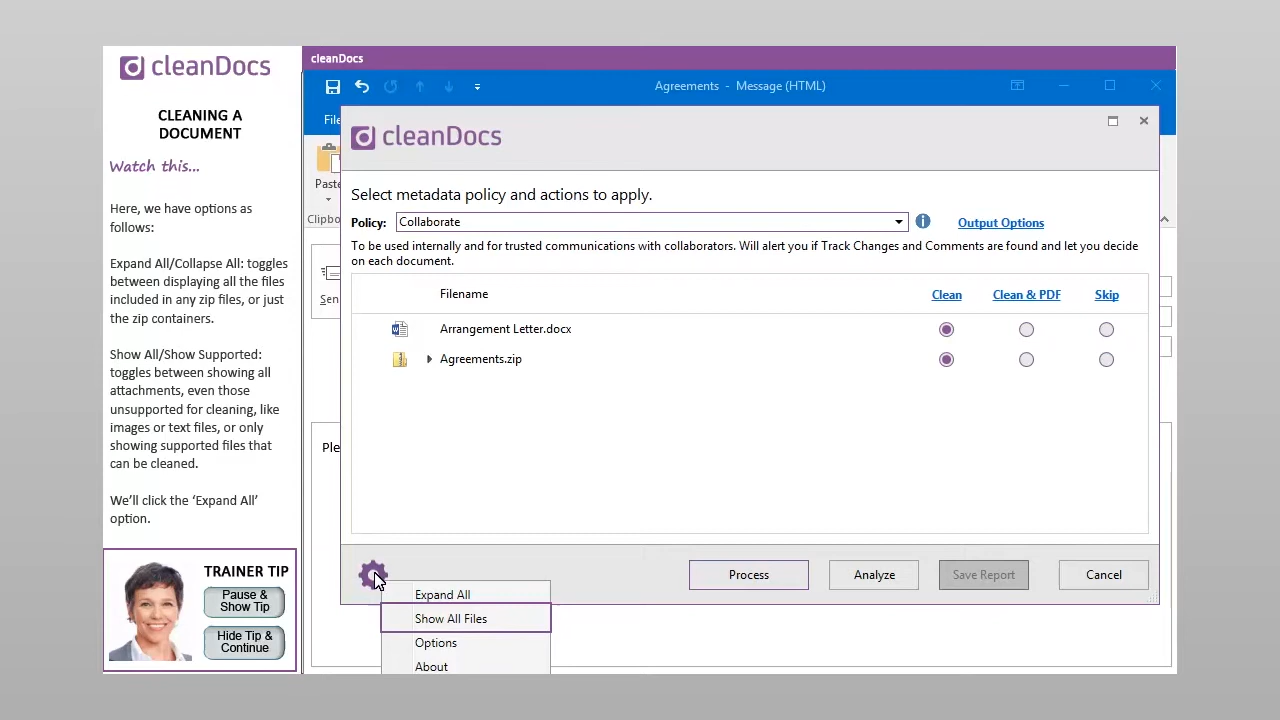 cleanDocs
CLEANING A
DOCUMENT
Watch this...
Here, we have options as
follows:
Expand All/Collapse All: toggles
between displaying all the files
included in any zip files, or just
the zip containers.
Show All/Show Supported:
toggles between showing all
attachments, even those
unsupported for cleaning, like
images or text files, or only
showing supported files that
can be cleaned.
We'll click the ‘Expand All’
option.
TRAINER TIP
Pause &
Show Tip
Hide Tip &
Continue
cleanDocs
Agreements - Message (HTML)
File
Paste
Clipbo
Sen
Ple
cleanDocs
Select metadata policy and actions to apply.
Policy: Collaborate Output Options
To be used internally and for trusted communications with collaborators. Will alert you if Track Changes and Comments are found and let you decide
on each document.
Filename Clean Clean & PDF Skip
Arrangement Letter.docx
Agreements.zip
Process Analyze Save Report Cancel
Expand All
Show All Files
Options
About